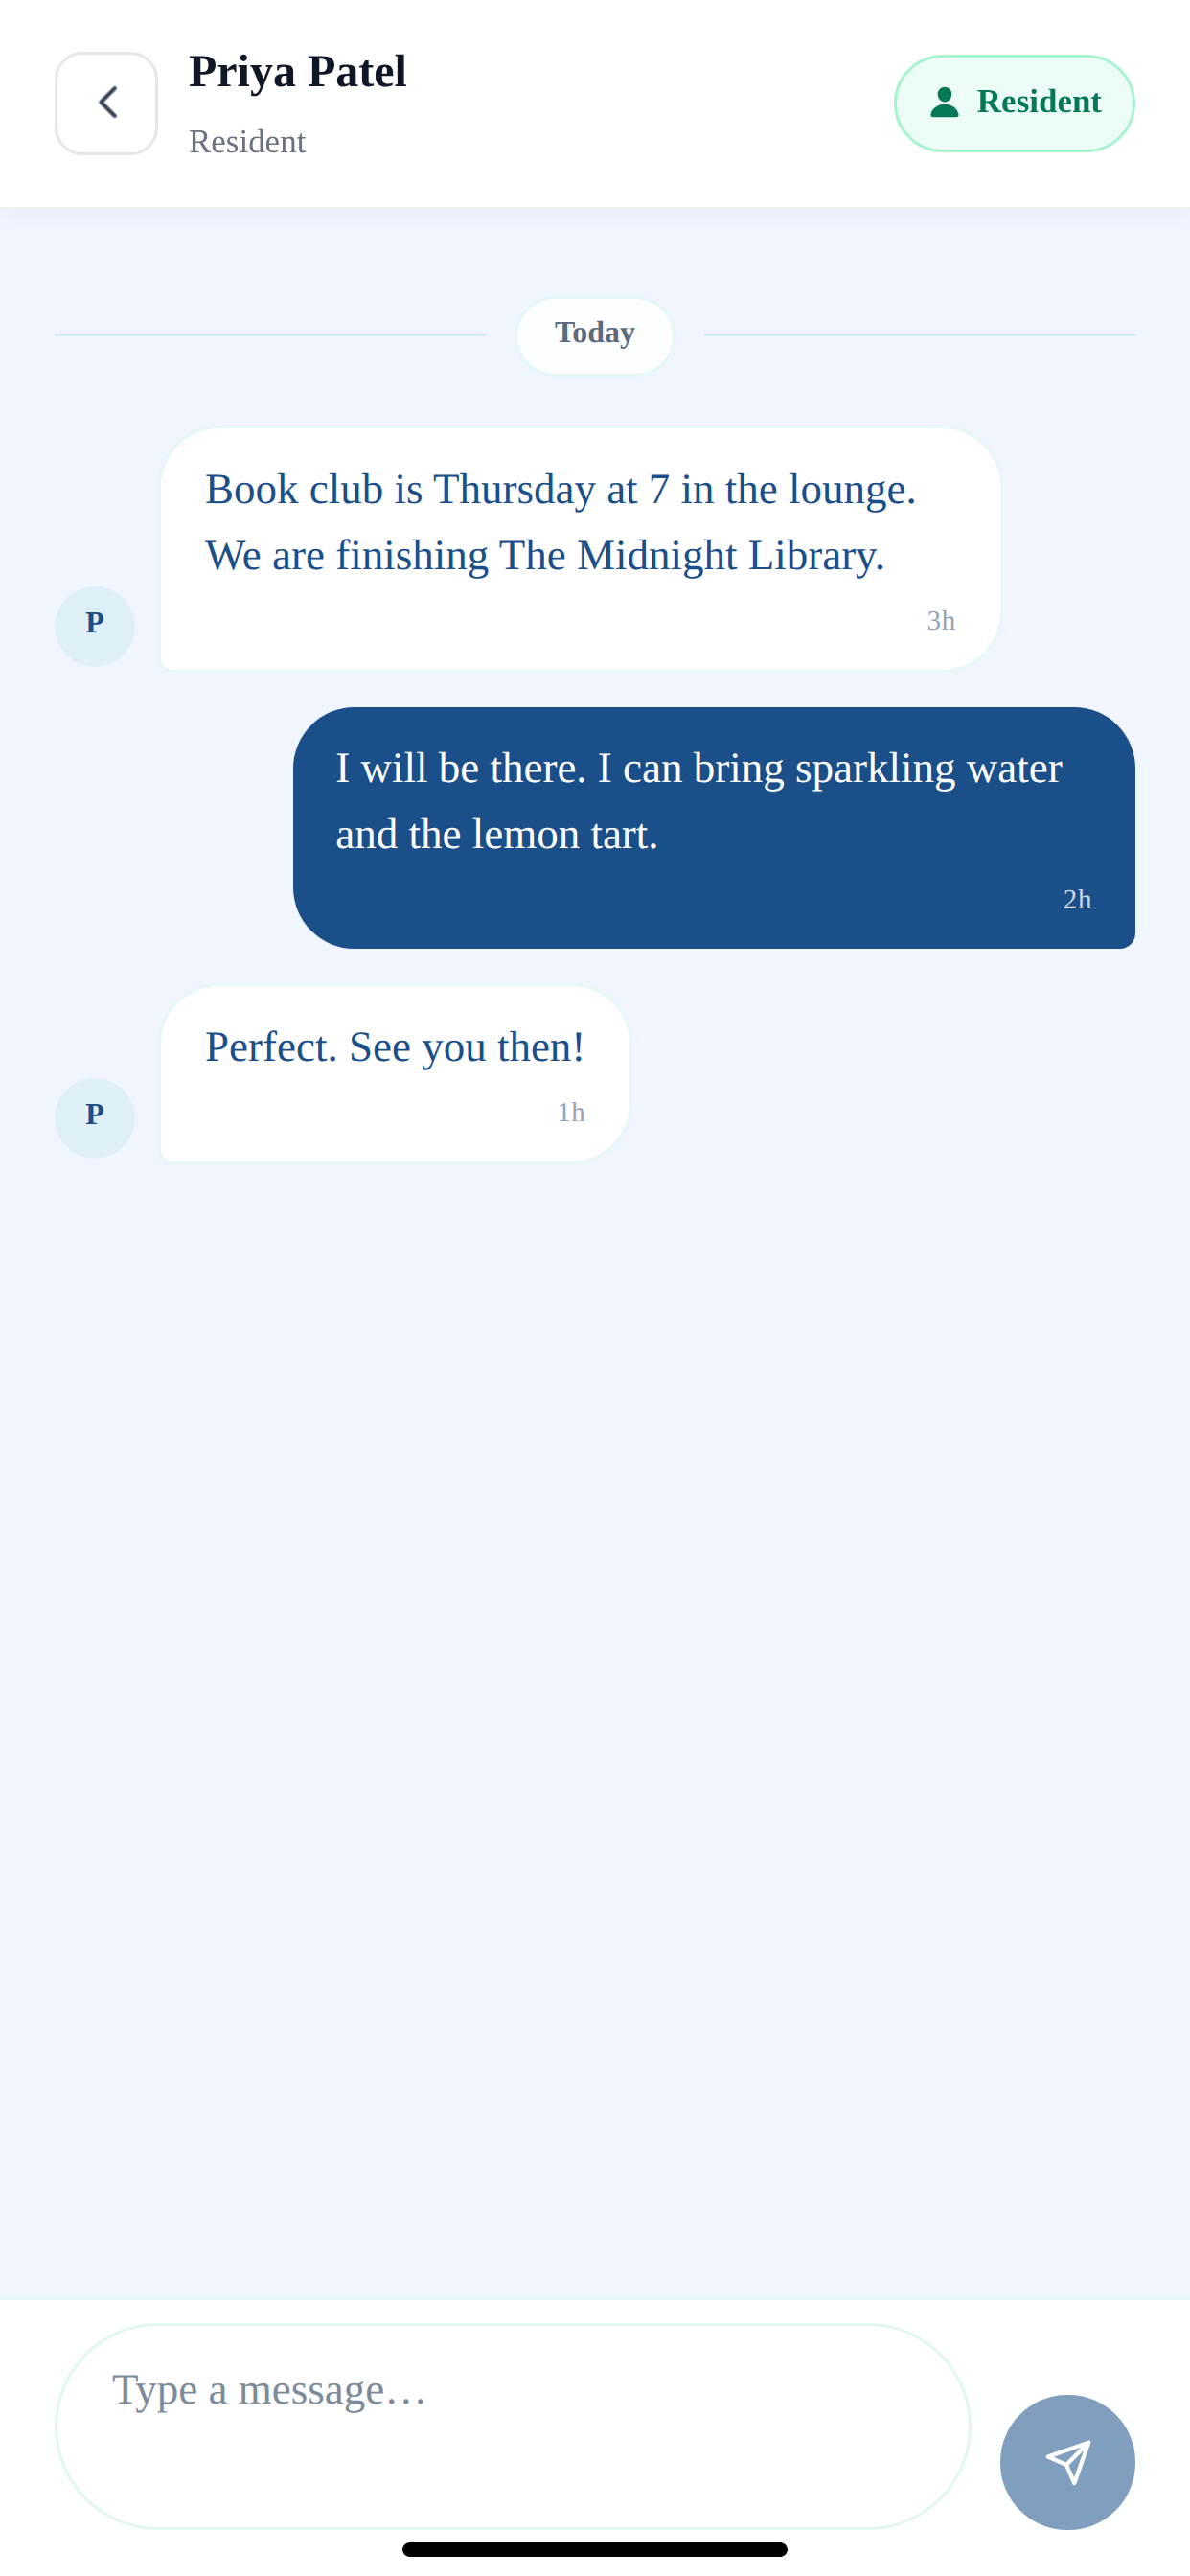 Priya Patel
Resident
Resident
Today
Book club is Thursday at 7 in the lounge.
We are finishing The Midnight Library.
3h
P
I will be there. I can bring sparkling water
and the lemon tart.
2h
Perfect. See you then!
1h
P
Type a message…